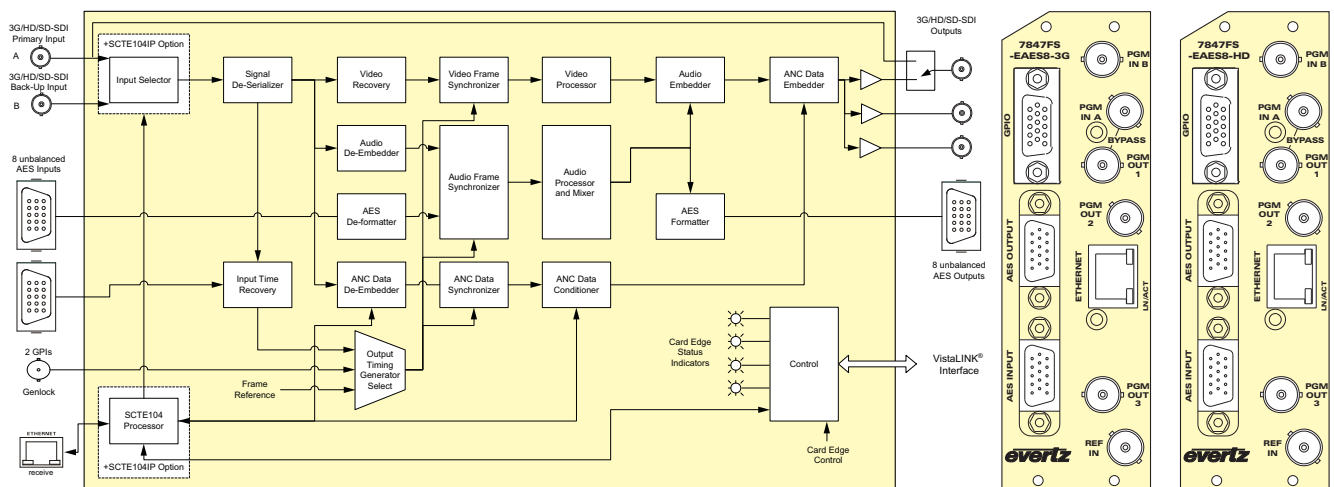 3G/HD/SD-SDI
Primary Input
A
3G/HD/SD-SDI
Back-Up Input
B
8 unbalanced
AES Inputs
2 GPIs
Genlock
ETHERNET
receive
+SCTE104IP Option
Input Selector
Signal
De-Serializer
Video
Recovery
Video Frame
Synchronizer
Video
Processor
Audio
Embedder
ANC Data
Embedder
Audio
De-Embedder
Audio Frame
Synchronizer
Audio
Processor
and Mixer
AES
De-formatter
AES
Formatter
Input Time
Recovery
ANC Data
De-Embedder
ANC Data
Synchronizer
ANC Data
Conditioner
Output
Timing
Generator
Select
Frame
Reference
SCTE104
Processor
+SCTE104IP Option
Card Edge
Status
Indicators
Control
Card Edge
Control
3G/HD/SD-SDI
Outputs
8 unbalanced
AES Outputs
VistaLINK®
Interface
7847FS
-EAES8-3G
PGM
IN B
GPIO
PGM
IN A
BYPASS
PGM
OUT
1
PGM
OUT
2
AES OUTPUT
ETHERNET
LN/ACT
AES INPUT
PGM
OUT
3
evertz
REF
IN
7847FS
-EAES8-HD
PGM
IN B
GPIO
PGM
IN A
BYPASS
PGM
OUT
1
PGM
OUT
2
AES OUTPUT
ETHERNET
LN/ACT
AES INPUT
PGM
OUT
3
evertz
REF
IN